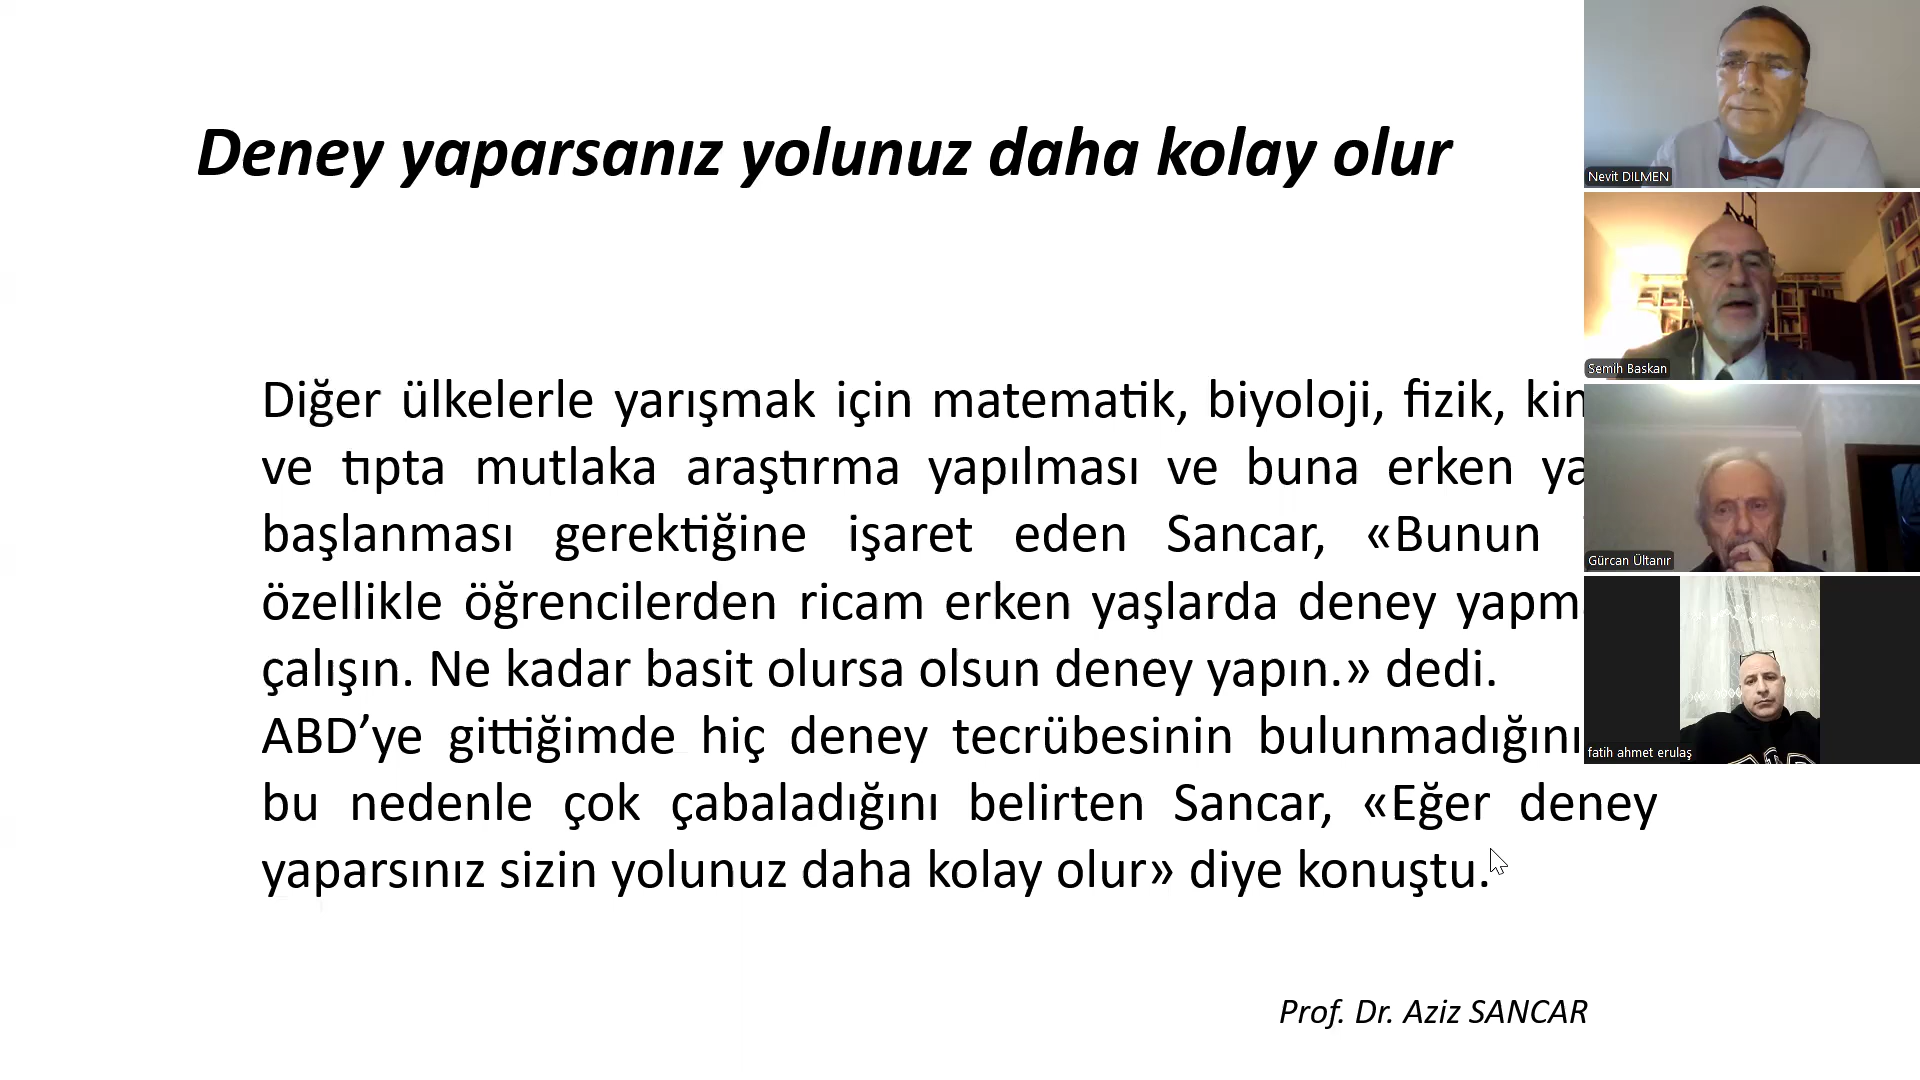 Deney yaparsanız yolunuz daha kolay olur
Nevit DILMEN
Semih Baskan
Gürcan Ültanır
fatih ahmet erulaş
Diğer ülkelerle yarışmak için matematik, biyoloji, fizik,
ve tıpta mutlaka araştırma yapılması ve buna erken
başlanması gerektiğine işaret eden Sancar, «Bunun
özellikle öğrencilerden ricam erken yaşlarda deney
çalışın. Ne kadar basit olursa olsun deney yapın.» dedi.
ABD’ye gittiğimde hiç deney tecrübesinin bulunmadığını
bu nedenle çok çabaladığını belirten Sancar, «Eğer deney
yaparsınız sizin yolunuz daha kolay olur» diye konuştu.
Prof. Dr. Aziz SANCAR